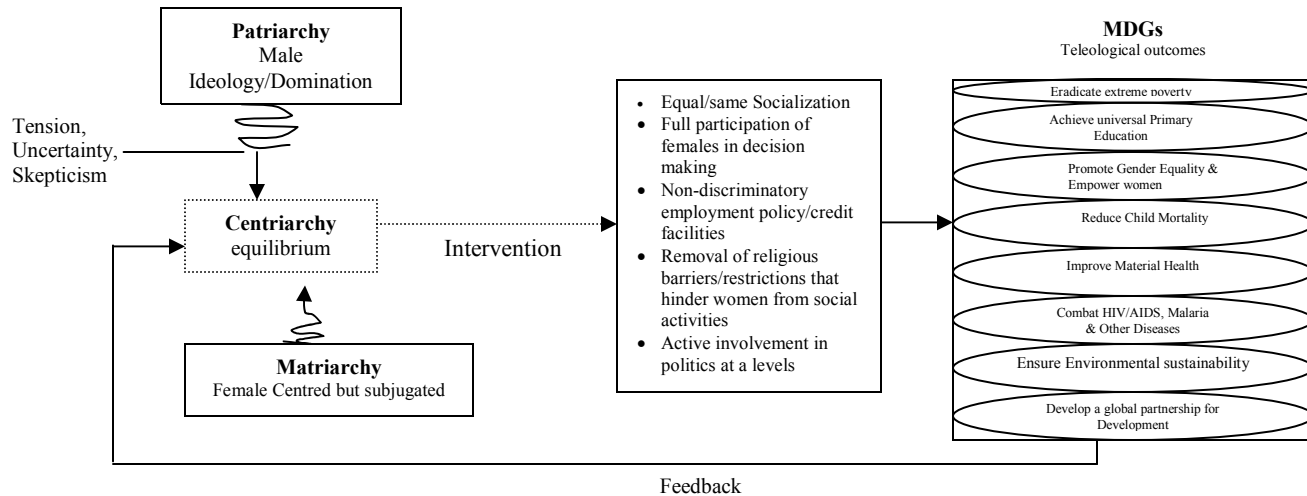 Patriarchy
Male
Ideology/Domination
Tension,
Uncertainty,
Skepticism
Centriarchy
equilibrium
Intervention
Matriarchy
Female Centred but subjugated
• Equal/same Socialization
• Full participation of
females in decision
making
• Non-discriminatory
employment policy/credit
facilities
• Removal of religious
barriers/restrictions that
hinder women from social
activities
• Active involvement in
politics at a levels
MDGs
Teleological outcomes
Eradicate extreme poverty
Achieve universal Primary
Education
Promote Gender Equality &
Empower women
Reduce Child Mortality
Improve Material Health
Combat HIV/AIDS, Malaria
& Other Diseases
Ensure Environmental sustainability
Develop a global partnership for
Development
Feedback